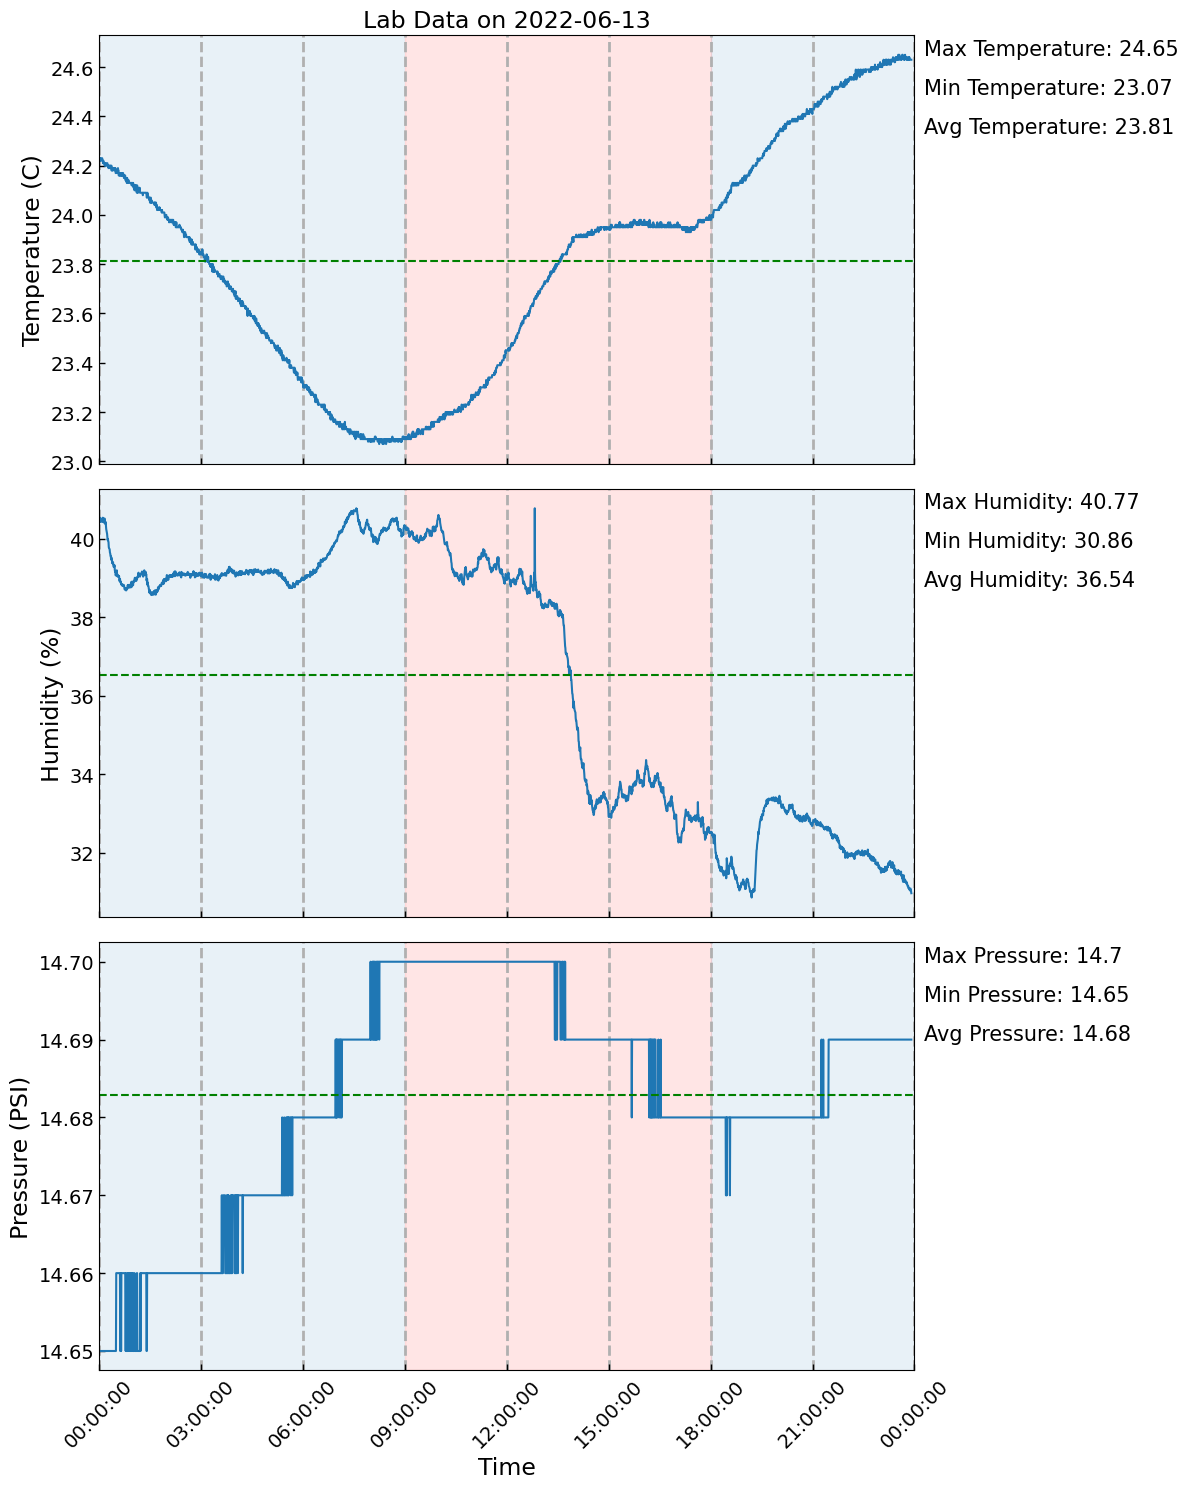 Lab Data on 2022-06-13
Max Temperature: 24.65
Min Temperature: 23.07
Avg Temperature: 23.81
Temperature (C)
24.6
24.4
24.2
24.0
23.8
23.6
23.4
23.2
23.0
Max Humidity: 40.77
Min Humidity: 30.86
Avg Humidity: 36.54
Humidity (%)
40
38
36
34
32
Max Pressure: 14.7
Min Pressure: 14.65
Avg Pressure: 14.68
Pressure (PSI)
14.70
14.69
14.68
14.67
14.66
14.65
00:00:00 03:00:00 06:00:00 09:00:00 12:00:00 15:00:00 18:00:00 21:00:00 00:00:00
Time